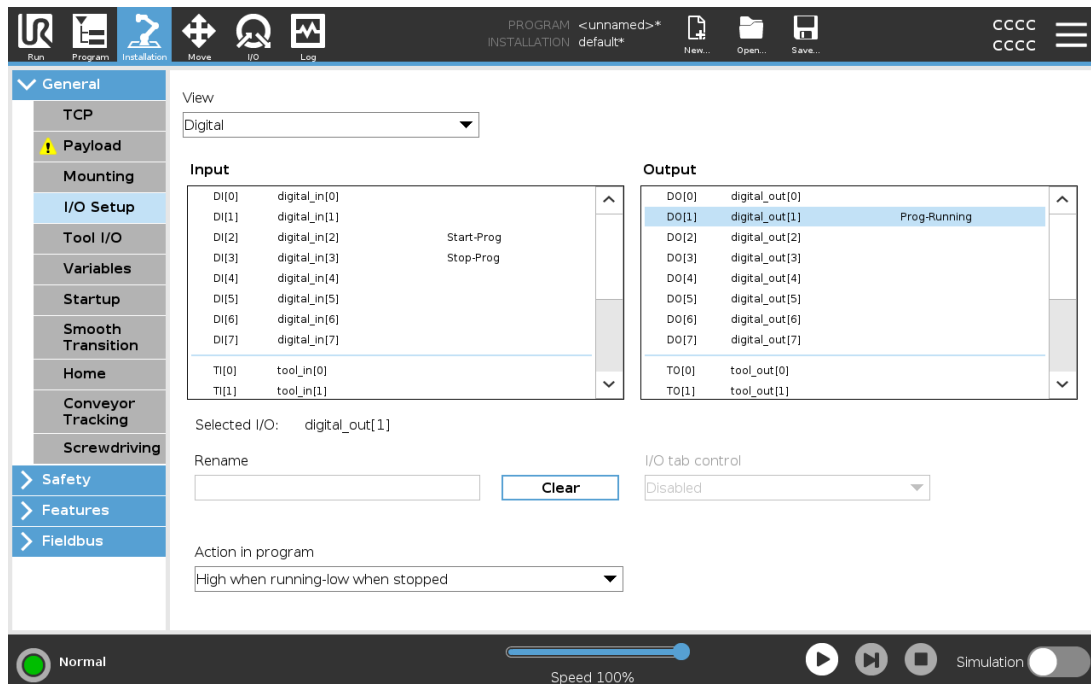 PROGRAM <unnamed>*
INSTALLATION default*
CCCC
CCCC
Run Program Installation Move I/O Log New... Open... Save...
General
TCP
Payload
Mounting
I/O Setup
Tool I/O
Variables
Startup
Smooth
Transition
Home
Conveyor
Tracking
Screwdriving
Safety
Features
Fieldbus
View
Digital
Input
DI[0] digital_in[0]
DI[1] digital_in[1]
DI[2] digital_in[2] Start-Prog
DI[3] digital_in[3] Stop-Prog
DI[4] digital_in[4]
DI[5] digital_in[5]
DI[6] digital_in[6]
DI[7] digital_in[7]
TI[0] tool_in[0]
TI[1] tool_in[1]
Output
DO[0] digital_out[0]
DO[1] digital_out[1] Prog-Running
DO[2] digital_out[2]
DO[3] digital_out[3]
DO[4] digital_out[4]
DO[5] digital_out[5]
DO[6] digital_out[6]
DO[7] digital_out[7]
TO[0] tool_out[0]
TO[1] tool_out[1]
Selected I/O: digital_out[1]
Rename
Clear
I/O tab control
Disabled
Action in program
High when running-low when stopped
Normal
Speed 100%
Simulation